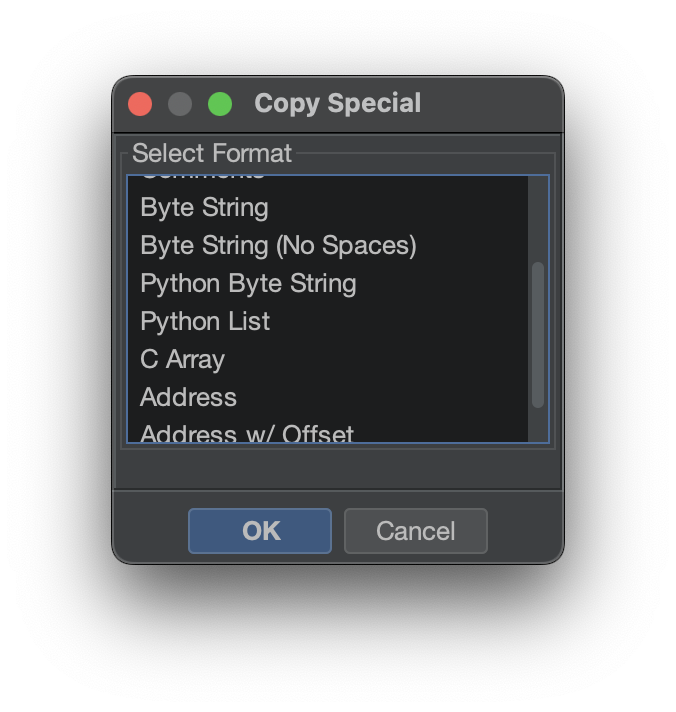 Copy Special
Select Format
Comments
Byte String
Byte String (No Spaces)
Python Byte String
Python List
C Array
Address
Address w/ Offset
OK
Cancel